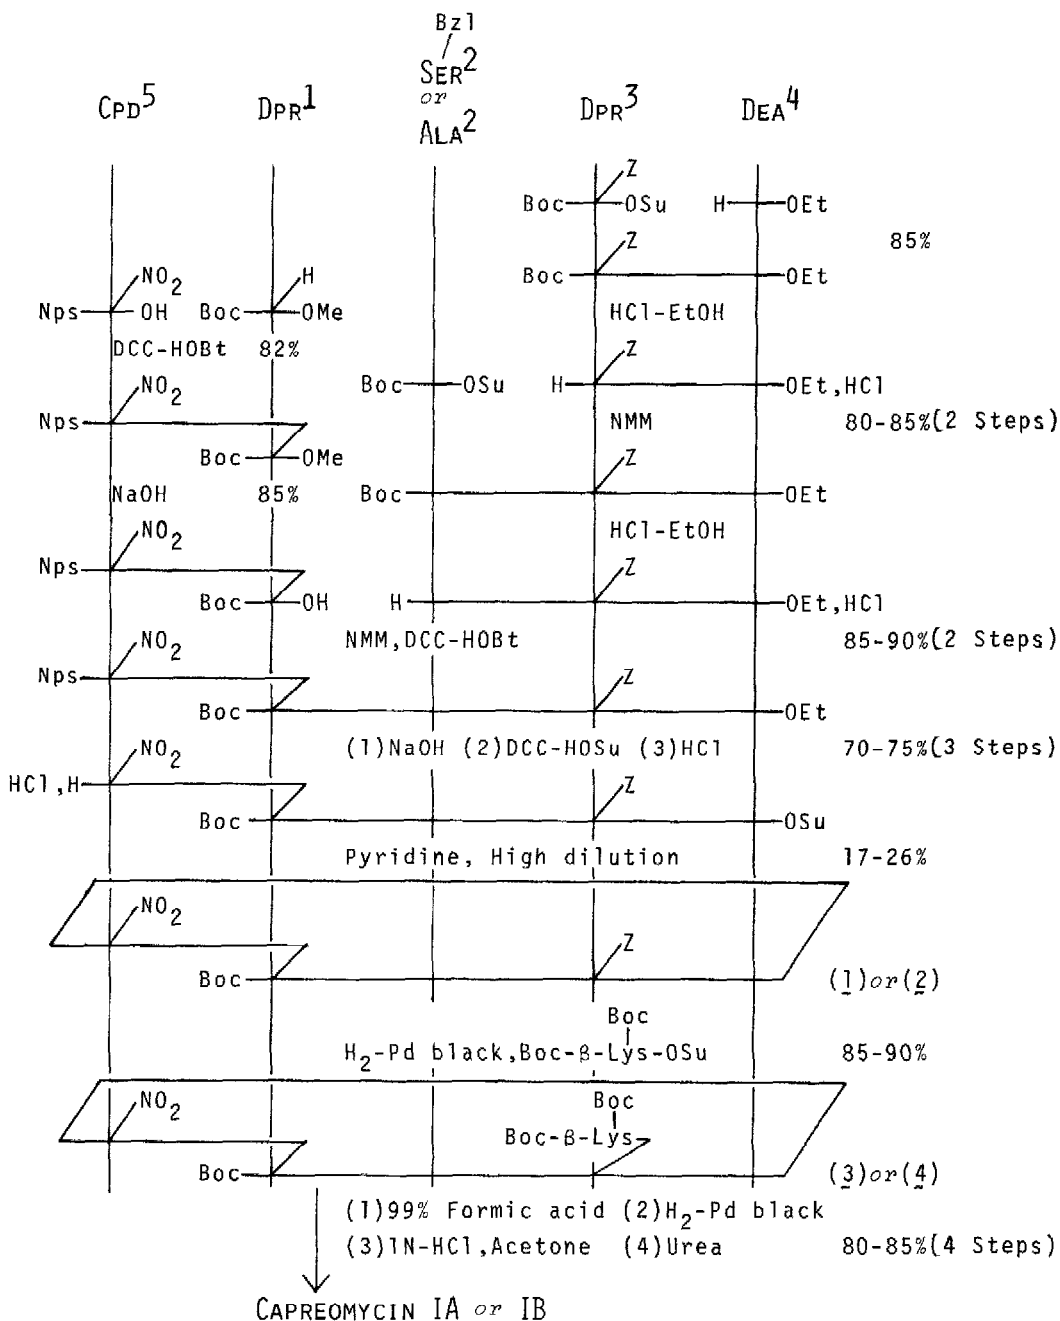 Bzl
SER2
or
ALA2
CPD5 DPR1 DPR3 DEA4
Z
Boc OSu H OEt
85%
Z
Boc OEt
NO2 H
Nps OH Boc OMe
HCl-EtOH
DCC-HOBt 82%
Z
Boc OSu H OEt,HCl
NO2
Nps
NMM 80-85%(2 Steps)
Boc OMe
Z
NaOH 85% Boc OEt
HCl-EtOH
NO2
Z
Nps
Boc OH H OEt,HCl
NMM,DCC-HOBt 85-90%(2 Steps)
NO2
Nps
Z
Boc OEt
(1)NaOH (2)DCC-HOSu (3)HCl 70-75%(3 Steps)
NO2
HCl,H
Z
Boc OSu
Pyridine, High dilution 17-26%
NO2
Z
Boc (1)or(2)
Boc
H2-Pd black,Boc-β-Lys-OSu 85-90%
NO2 Boc
Boc-β-Lys
Boc (3)or(4)
(1)99% Formic acid (2)H2-Pd black
(3)1N-HCl,Acetone (4)Urea 80-85%(4 Steps)
CAPREOMYCIN IA or IB